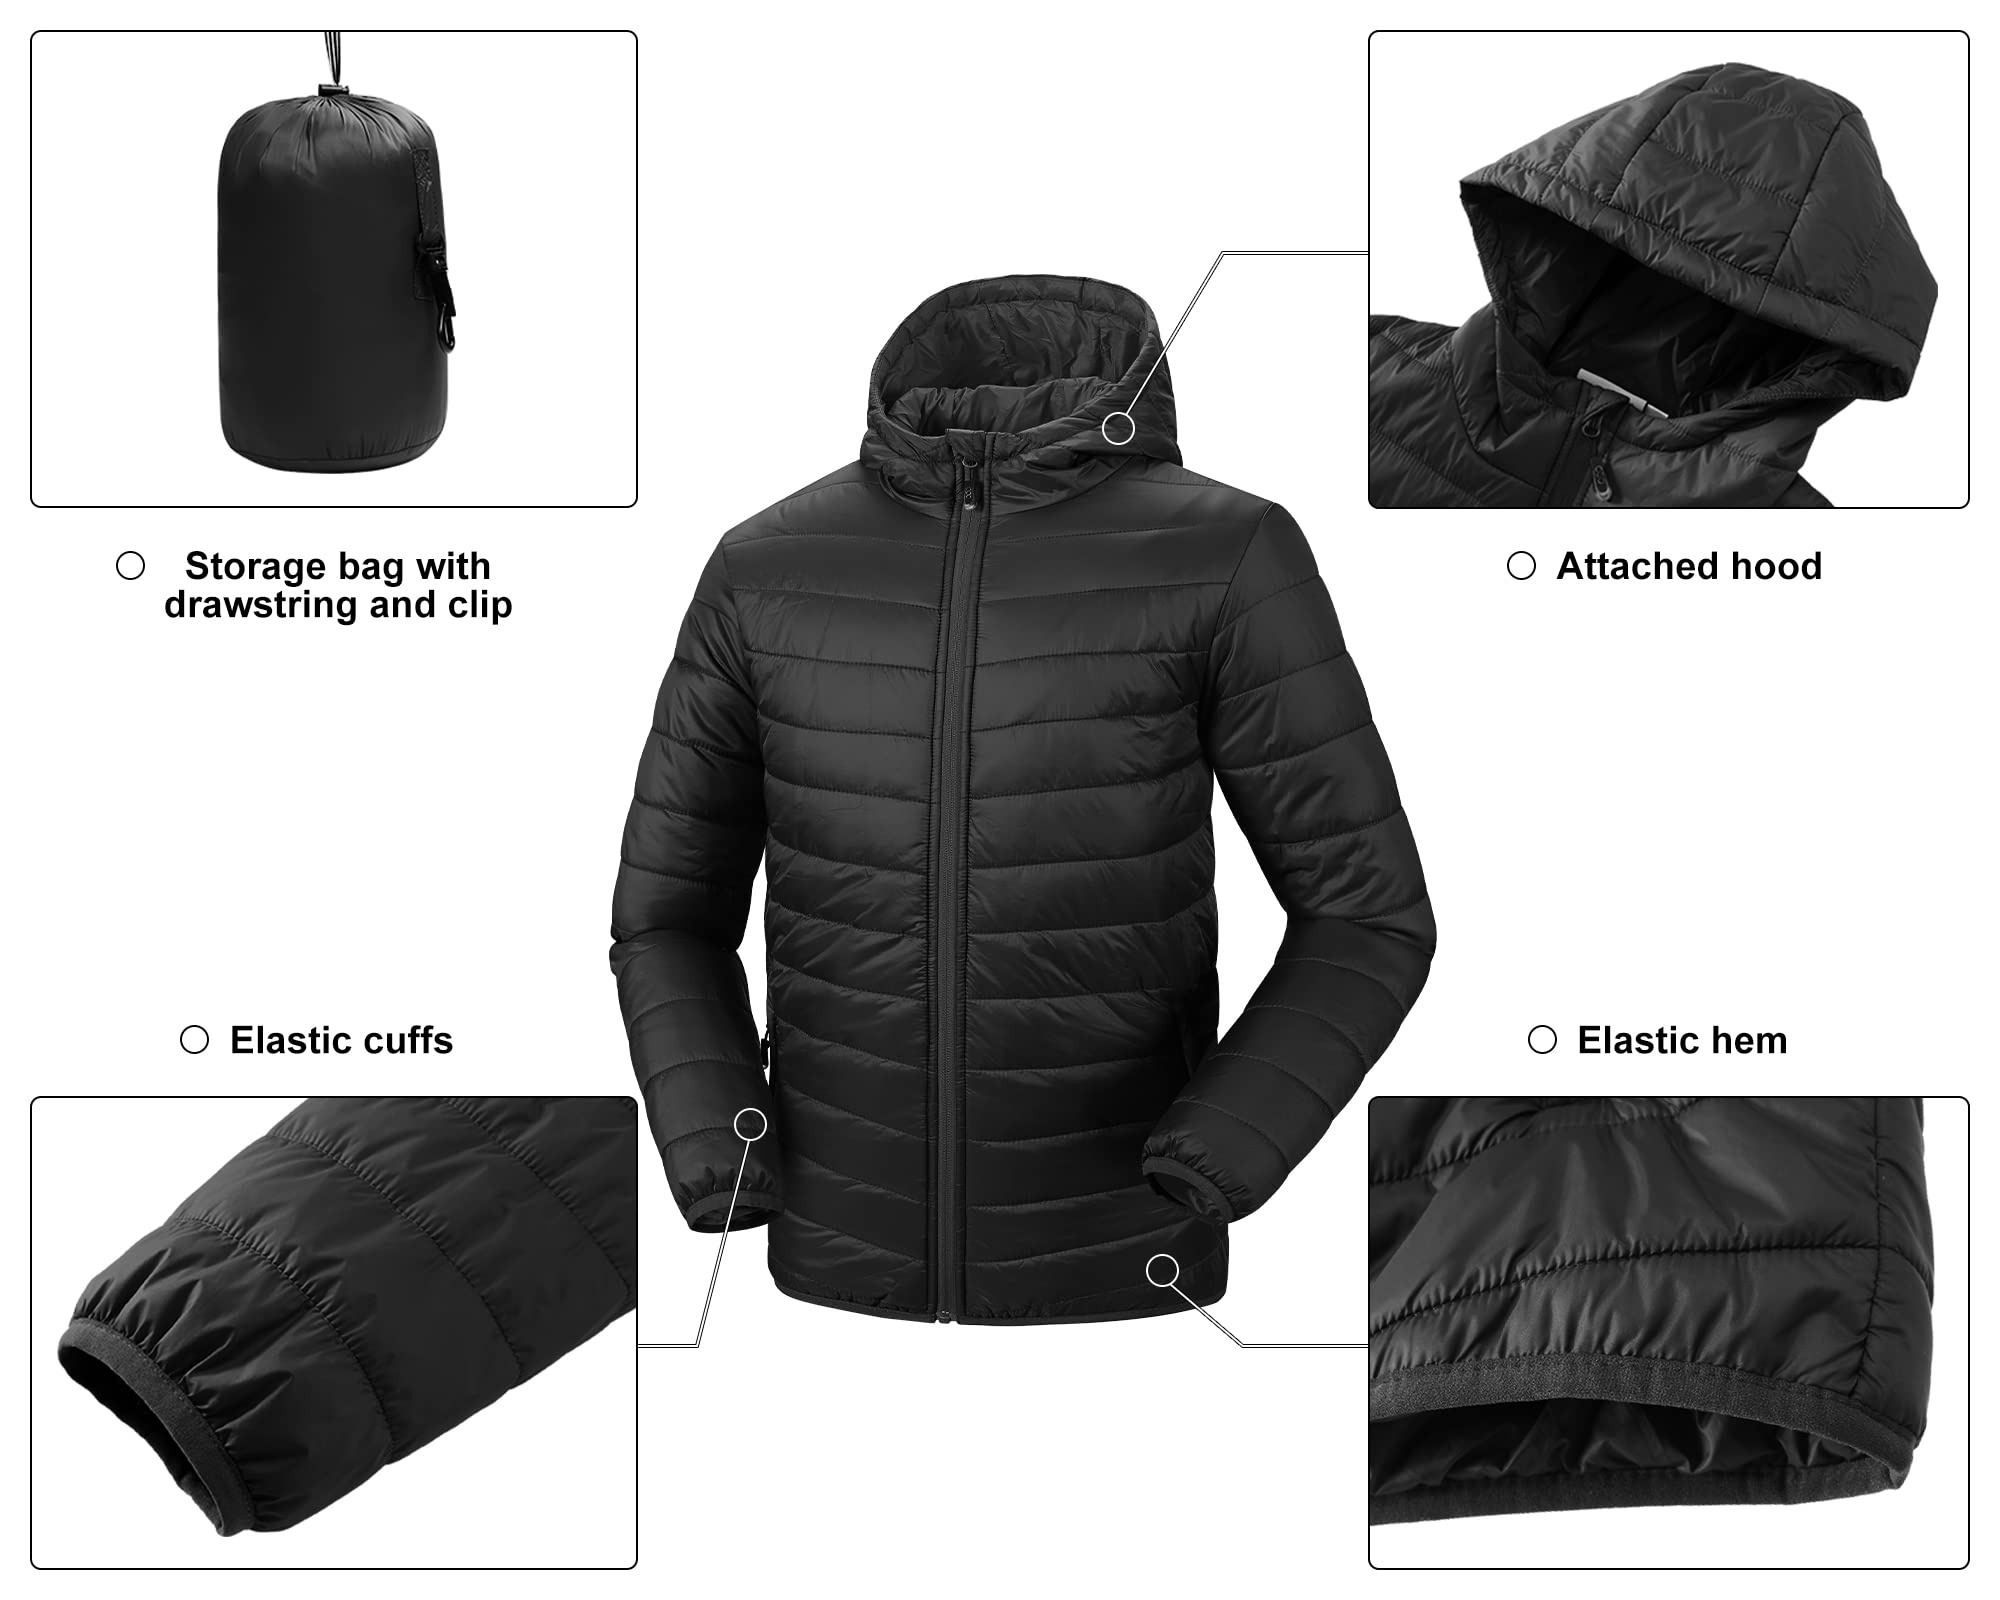 Storage bag with
drawstring and clip
Attached hood
Elastic cuffs
Elastic hem